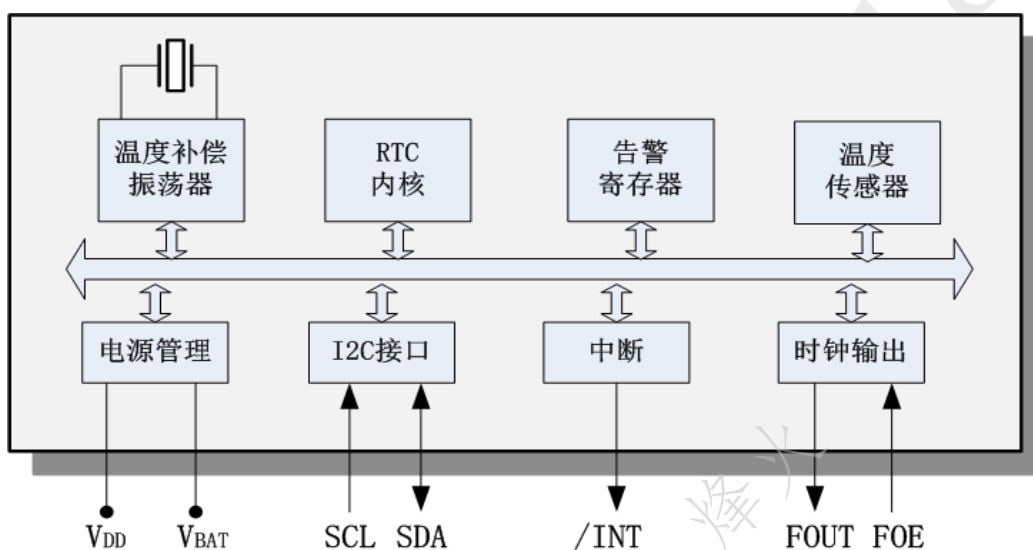 温度补偿
振荡器
RTC
内核
告警
寄存器
温度
传感器
电源管理
I2C接口
中断
时钟输出
VDD
VBAT
SCL
SDA
/INT
FOUT
FOE
烽火